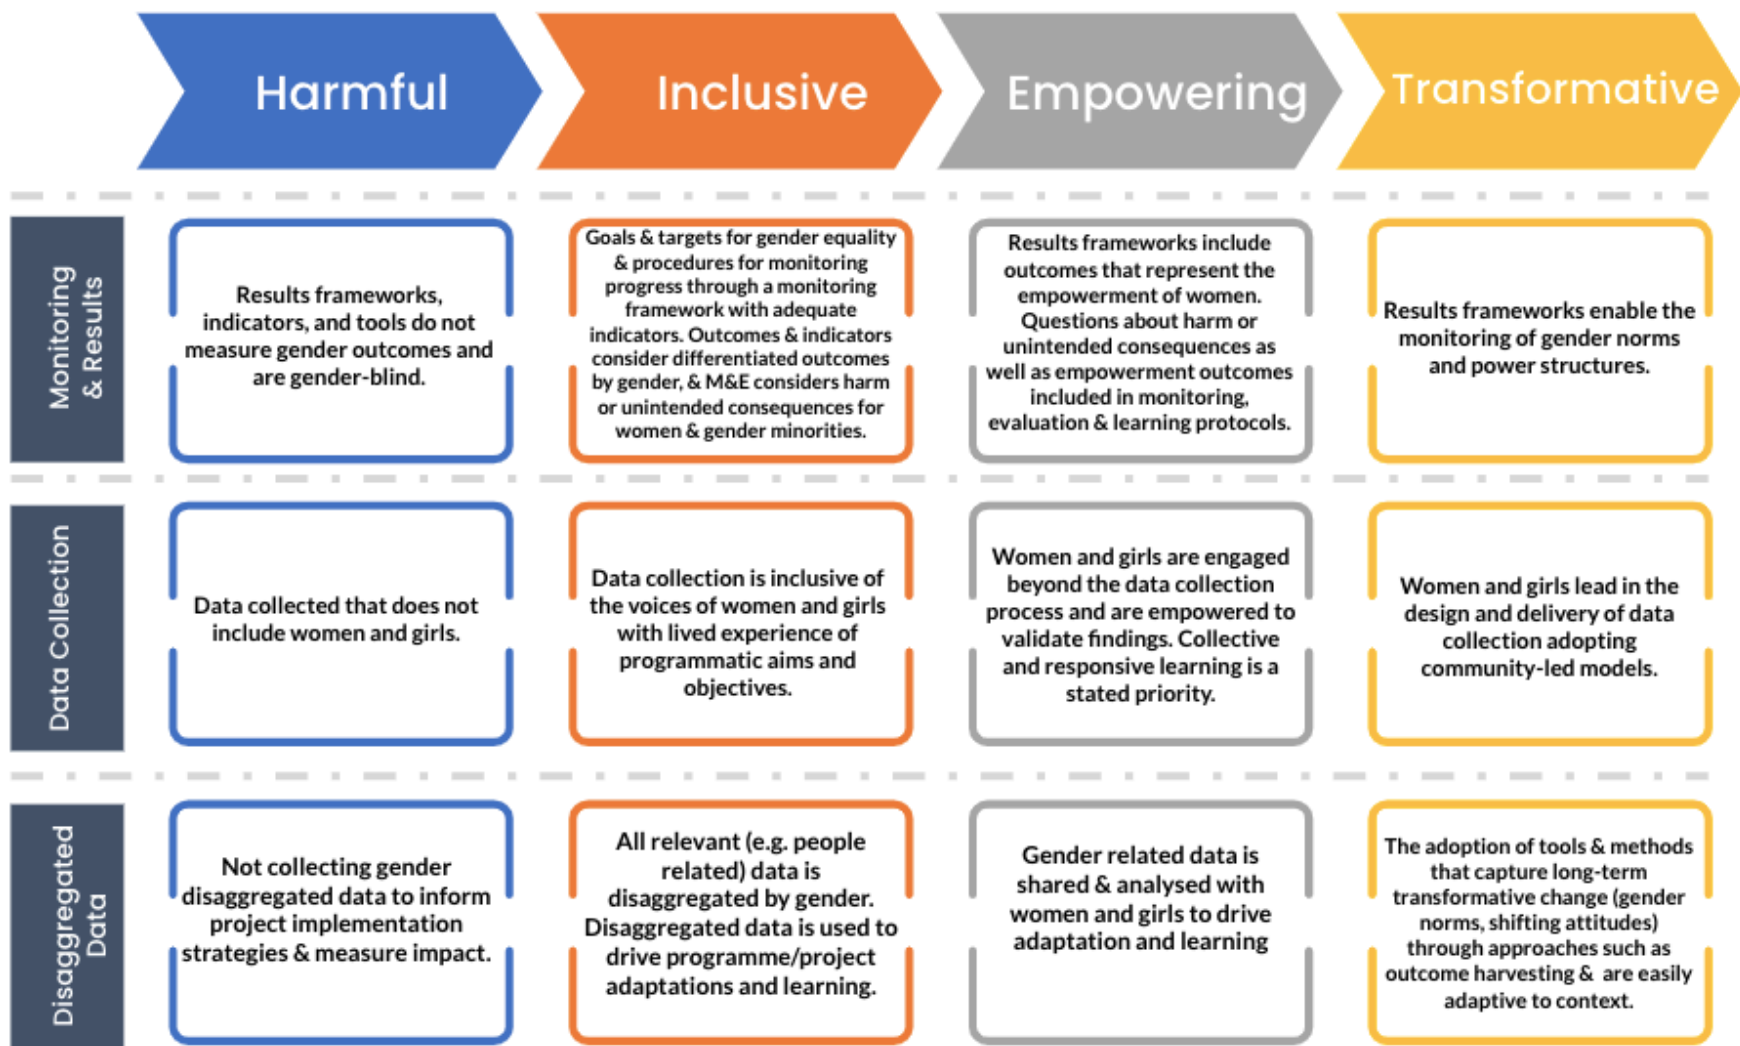 Harmful
Inclusive
Empowering
Transformative
Monitoring
& Results
Results frameworks,
indicators, and tools do not
measure gender outcomes and
are gender-blind.
Goals & targets for gender equality
& procedures for monitoring
progress through a monitoring
framework with adequate
indicators. Outcomes & indicators
consider differentiated outcomes
by gender, & M&E considers harm
or unintended consequences for
women & gender minorities.
Results frameworks include
outcomes that represent the
empowerment of women.
Questions about harm or
unintended consequences as
well as empowerment outcomes
included in monitoring,
evaluation & learning protocols.
Results frameworks enable the
monitoring of gender norms
and power structures.
Data Collection
Data collected that does not
include women and girls.
Data collection is inclusive of
the voices of women and girls
with lived experience of
programmatic aims and
objectives.
Women and girls are engaged
beyond the data collection
process and are empowered to
validate findings. Collective
and responsive learning is a
stated priority.
Women and girls lead in the
design and delivery of data
collection adopting
community-led models.
Disaggregated
Data
Not collecting gender
disaggregated data to inform
project implementation
strategies & measure impact.
All relevant (e.g. people
related) data is
disaggregated by gender.
Disaggregated data is used to
drive programme/project
adaptations and learning.
Gender related data is
shared & analysed with
women and girls to drive
adaptation and learning
The adoption of tools & methods
that capture long-term
transformative change (gender
norms, shifting attitudes)
through approaches such as
outcome harvesting & are easily
adaptive to context.